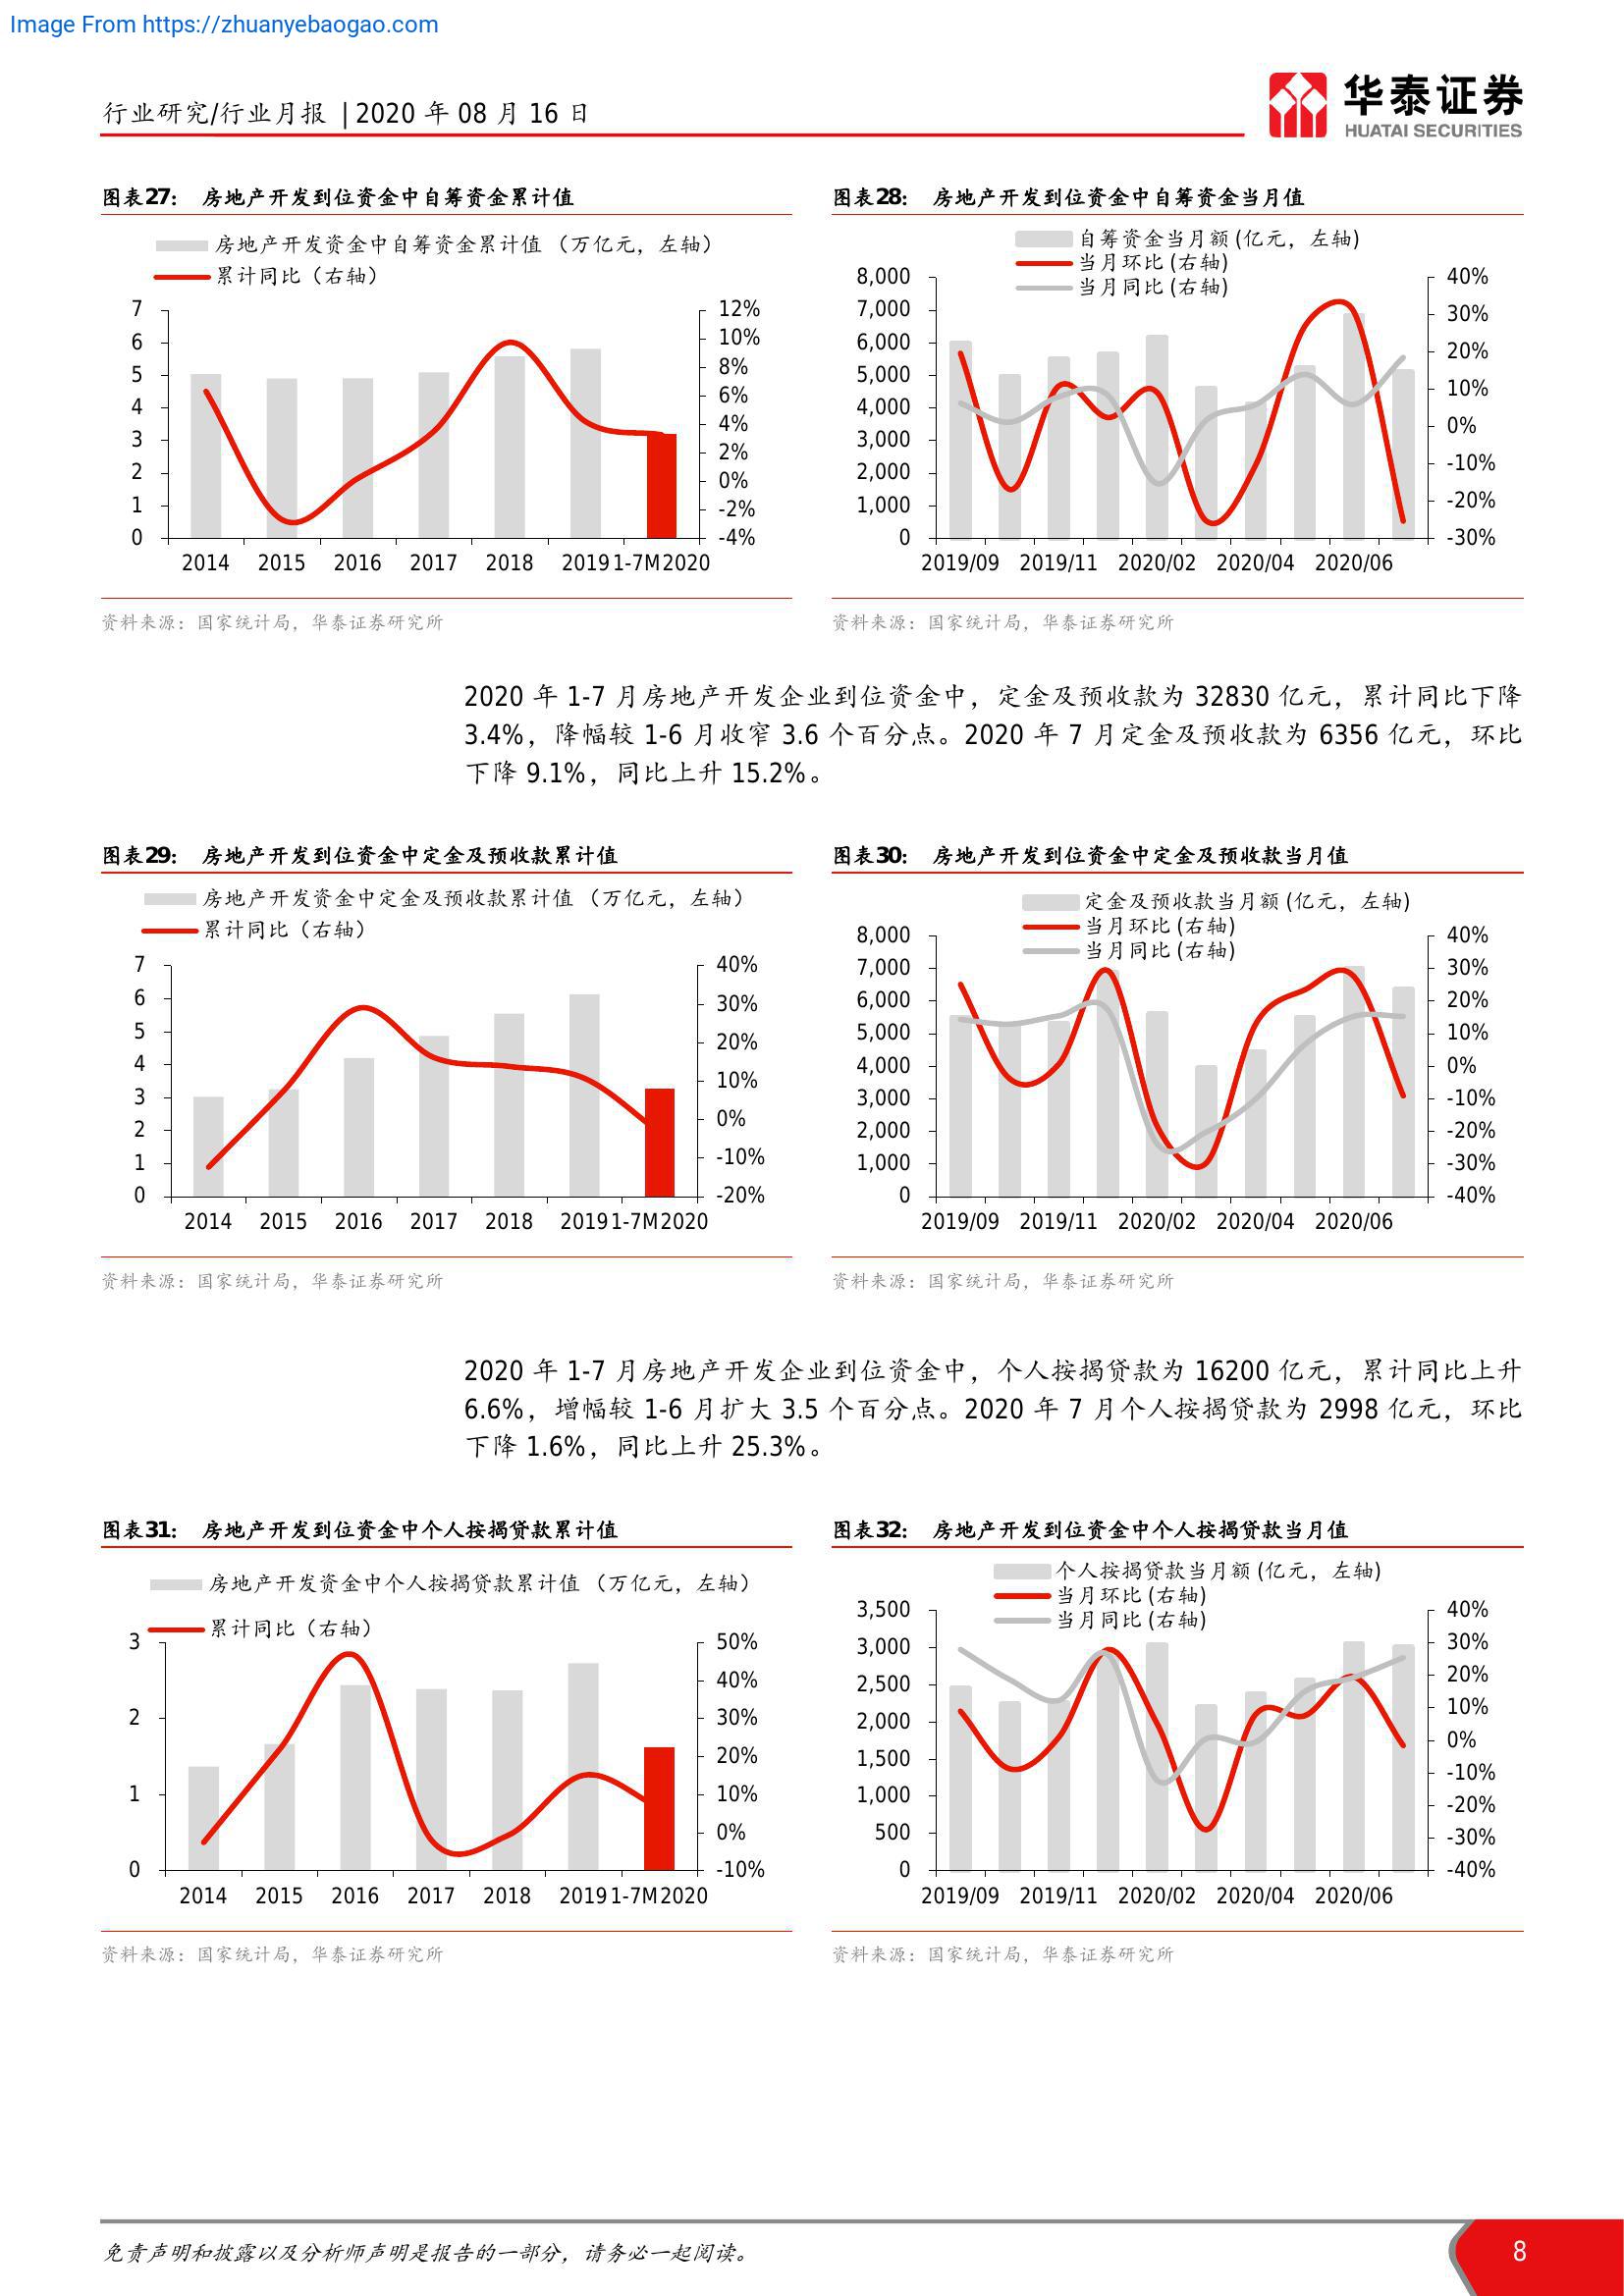 Image From https://zhuanyebaogao.com
行业研究/行业月报 | 2020 年 08 月 16 日
华泰证券
HUATAI SECURITIES
图表27： 房地产开发到位资金中自筹资金累计值
房地产开发资金中自筹资金累计值（万亿元，左轴）
累计同比（右轴）
7
6
5
4
3
2
1
0
12%
10%
8%
6%
4%
2%
0%
-2%
-4%
2014 2015 2016 2017 2018 2019 1-7M2020
资料来源：国家统计局，华泰证券研究所
图表28： 房地产开发到位资金中自筹资金当月值
自筹资金当月额(亿元，左轴)
当月环比(右轴)
当月同比(右轴)
8,000
7,000
6,000
5,000
4,000
3,000
2,000
1,000
0
40%
30%
20%
10%
0%
-10%
-20%
-30%
2019/09 2019/11 2020/02 2020/04 2020/06
资料来源：国家统计局，华泰证券研究所
2020 年 1-7 月房地产开发企业到位资金中，定金及预收款为 32830 亿元，累计同比下降
3.4%，降幅较 1-6 月收窄 3.6 个百分点。2020 年 7 月定金及预收款为 6356 亿元，环比
下降 9.1%，同比上升 15.2%。
图表29： 房地产开发到位资金中定金及预收款累计值
房地产开发资金中定金及预收款累计值（万亿元，左轴）
累计同比（右轴）
7
6
5
4
3
2
1
0
40%
30%
20%
10%
0%
-10%
-20%
2014 2015 2016 2017 2018 2019 1-7M2020
资料来源：国家统计局，华泰证券研究所
图表30： 房地产开发到位资金中定金及预收款当月值
定金及预收款当月额(亿元，左轴)
当月环比(右轴)
当月同比(右轴)
8,000
7,000
6,000
5,000
4,000
3,000
2,000
1,000
0
40%
30%
20%
10%
0%
-10%
-20%
-30%
-40%
2019/09 2019/11 2020/02 2020/04 2020/06
资料来源：国家统计局，华泰证券研究所
2020 年 1-7 月房地产开发企业到位资金中，个人按揭贷款为 16200 亿元，累计同比上升
6.6%，增幅较 1-6 月扩大 3.5 个百分点。2020 年 7 月个人按揭贷款为 2998 亿元，环比
下降 1.6%，同比上升 25.3%。
图表31： 房地产开发到位资金中个人按揭贷款累计值
房地产开发资金中个人按揭贷款累计值（万亿元，左轴）
累计同比（右轴）
3
2
1
0
50%
40%
30%
20%
10%
0%
-10%
2014 2015 2016 2017 2018 2019 1-7M2020
资料来源：国家统计局，华泰证券研究所
图表32： 房地产开发到位资金中个人按揭贷款当月值
个人按揭贷款当月额(亿元，左轴)
当月环比(右轴)
当月同比(右轴)
3,500
3,000
2,500
2,000
1,500
1,000
500
0
40%
30%
20%
10%
0%
-10%
-20%
-30%
-40%
2019/09 2019/11 2020/02 2020/04 2020/06
资料来源：国家统计局，华泰证券研究所
免责声明和披露以及分析师声明是报告的一部分，请务必一起阅读。
8